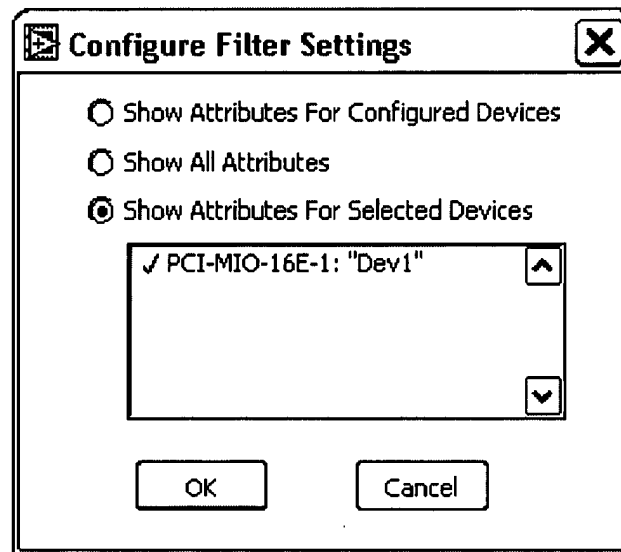 Configure Filter Settings
Show Attributes For Configured Devices
Show All Attributes
Show Attributes For Selected Devices
✓ PCI-MIO-16E-1: "Dev1"
OK
Cancel